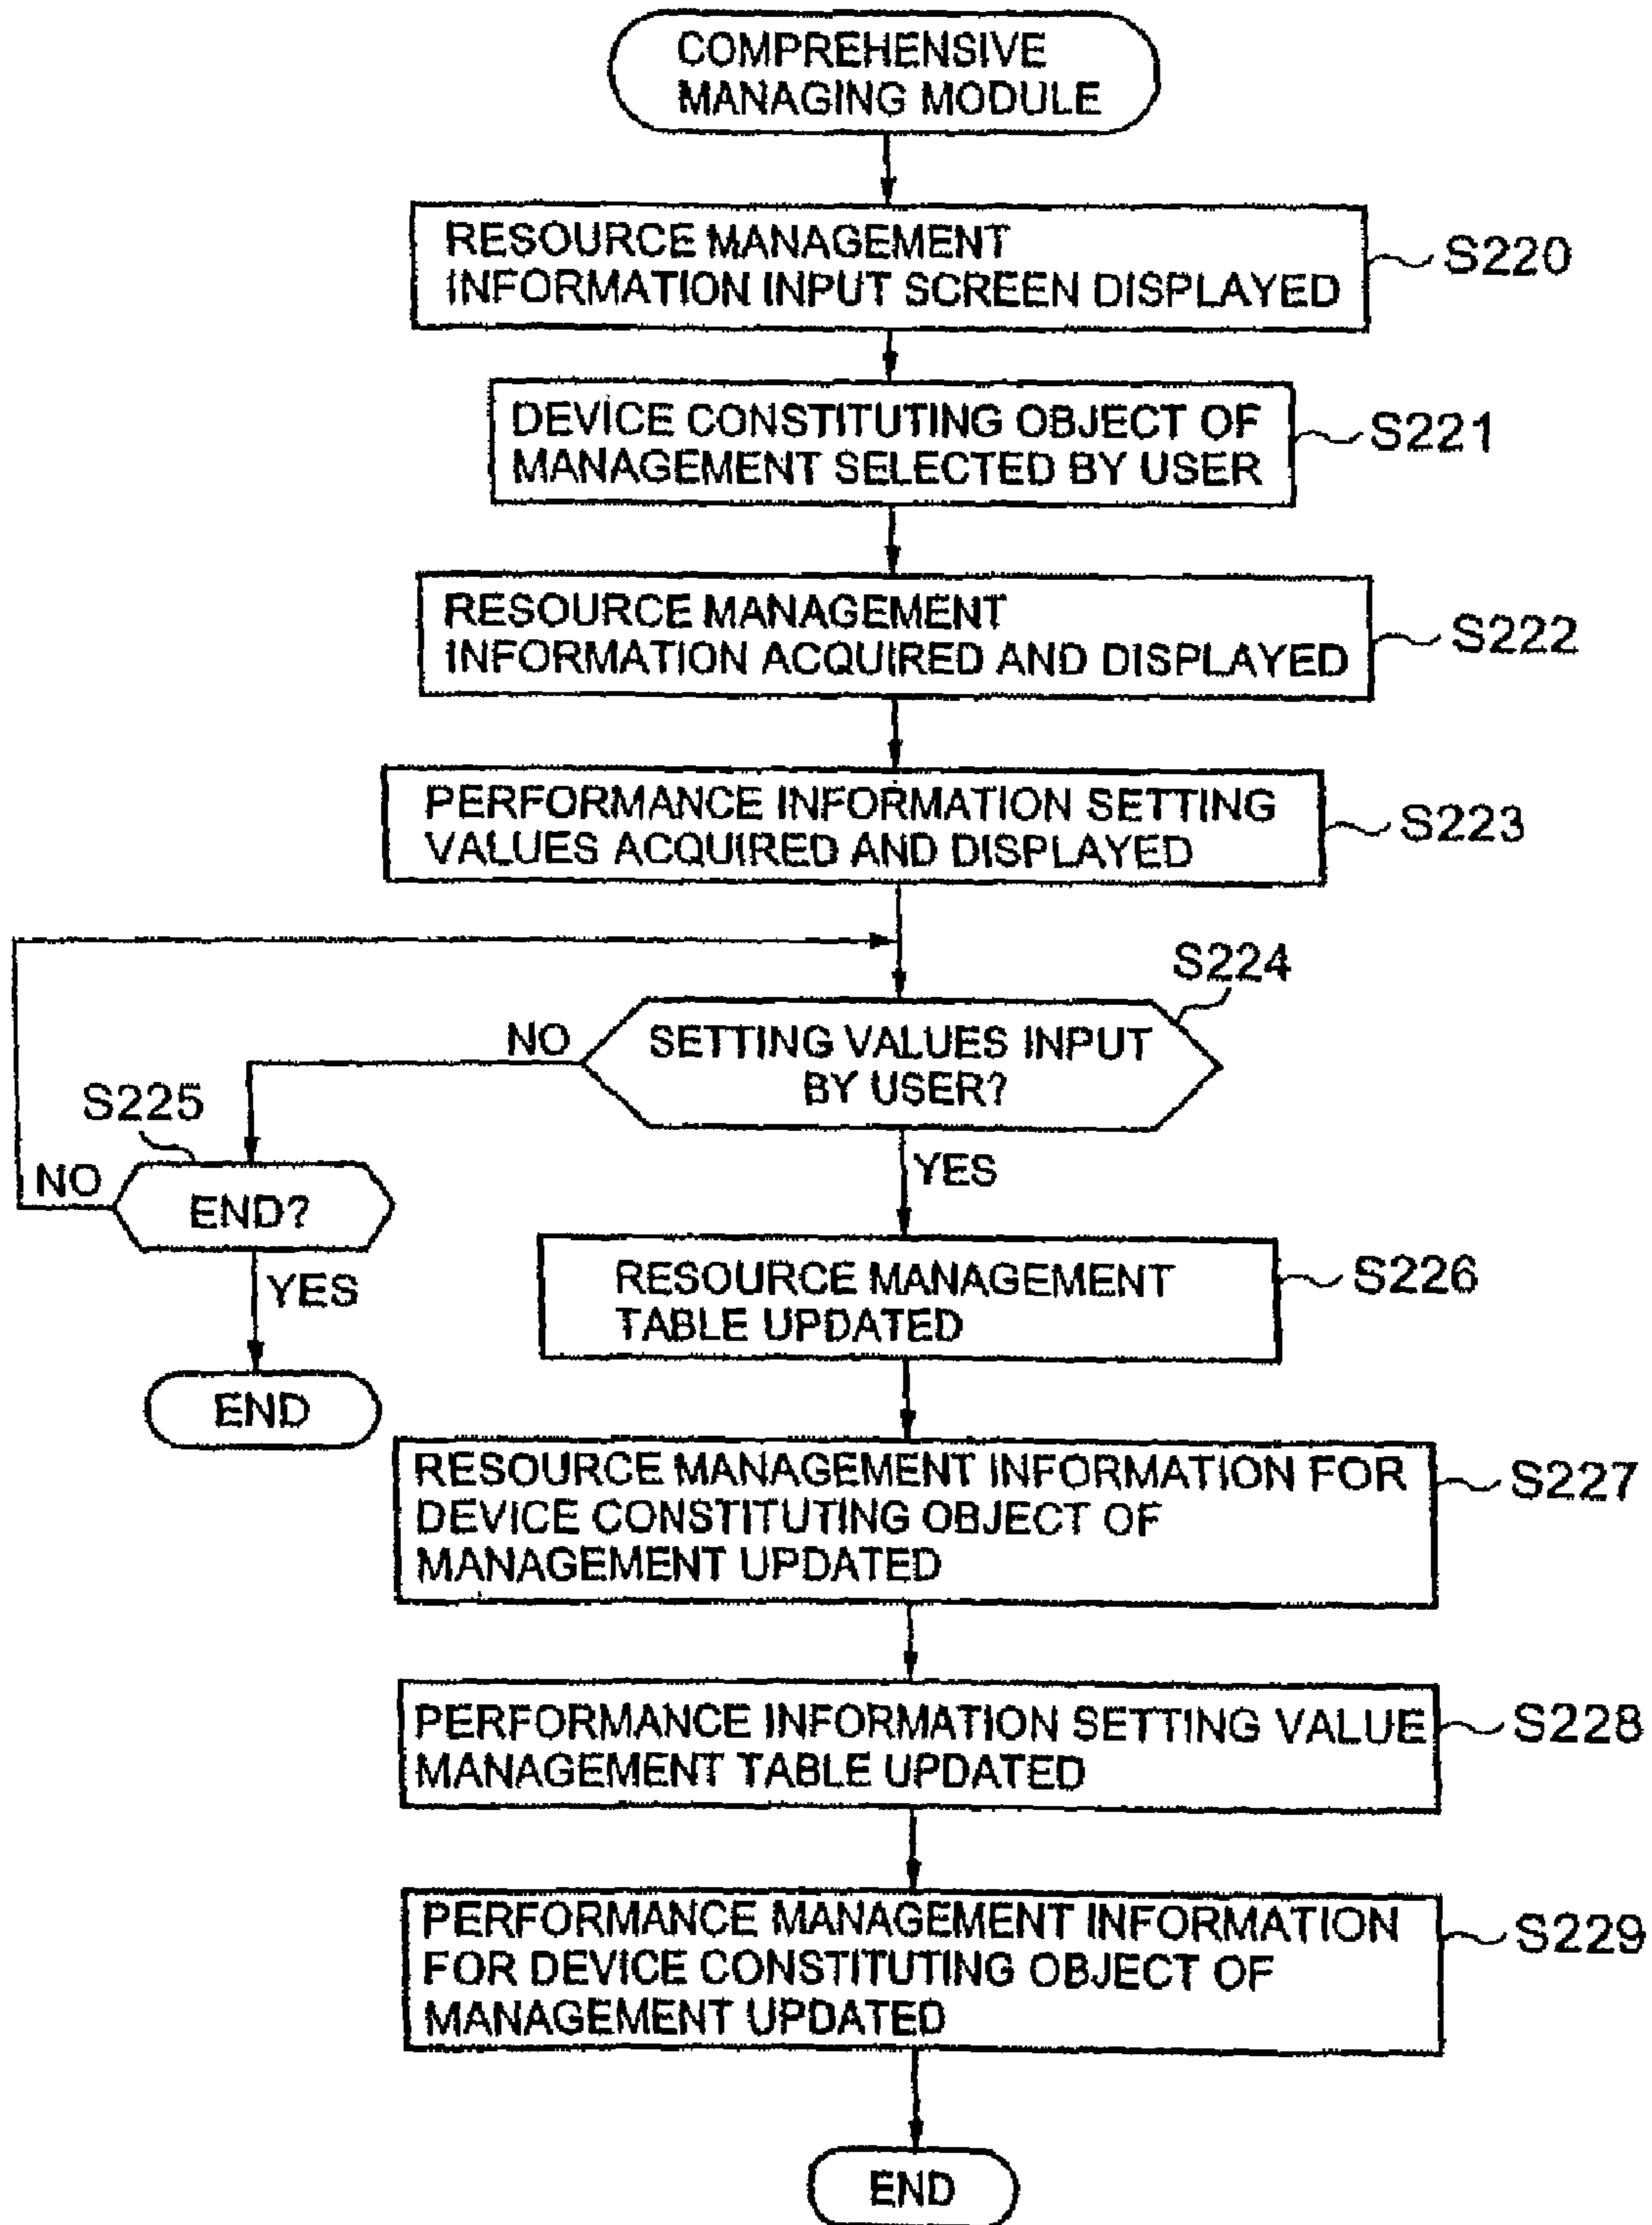 COMPREHENSIVE
MANAGING MODULE
RESOURCE MANAGEMENT
INFORMATION INPUT SCREEN DISPLAYED
S220
DEVICE CONSTITUTING OBJECT OF
MANAGEMENT SELECTED BY USER
S221
RESOURCE MANAGEMENT
INFORMATION ACQUIRED AND DISPLAYED
S222
PERFORMANCE INFORMATION SETTING
VALUES ACQUIRED AND DISPLAYED
S223
S224
SETTING VALUES INPUT
BY USER?
NO
YES
S225
END?
NO
YES
END
RESOURCE MANAGEMENT
TABLE UPDATED
S226
RESOURCE MANAGEMENT INFORMATION FOR
DEVICE CONSTITUTING OBJECT OF
MANAGEMENT UPDATED
S227
PERFORMANCE INFORMATION SETTING VALUE
MANAGEMENT TABLE UPDATED
S228
PERFORMANCE MANAGEMENT INFORMATION
FOR DEVICE CONSTITUTING OBJECT OF
MANAGEMENT UPDATED
S229
END